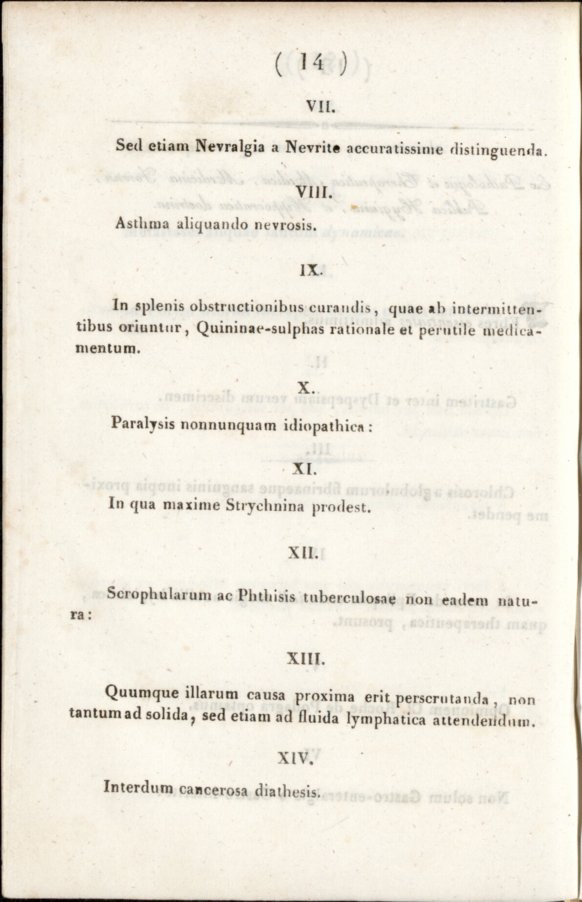 ( 14 )
VII.
Sed etiam Nevralgia a Nevrite accuratissime distinguenda.
VIII.
Asthma aliquando nevrosis.
IX.
In splenis obstructionibus curandis, quae ab intermitten-
tibus oriuntur, Quininae-sulphas rationale et perutile medica-
mentum.
X.
Paralysis nonnunquam idiopathica :
XI.
In qua maxime Strychnina prodest.
XII.
Scrophularum ac Phthisis tuberculosae non eadem natu-
ra :
XIII.
Quumque illarum causa proxima erit perscrutanda, non
tantum ad solida, sed etiam ad fluida lymphatica attendendum.
XIV.
Interdum cancerosa diathesis.